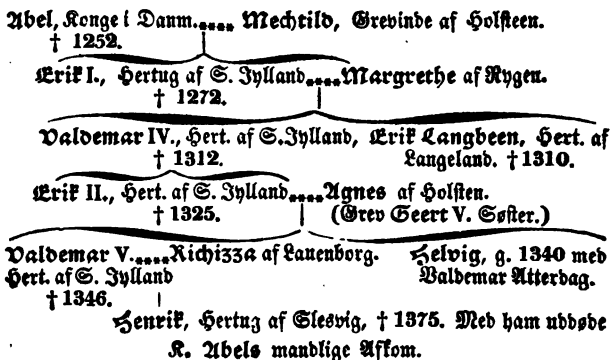 Abel, Konge i Danm..... Mechtild, Grevinde af Holsteen.
† 1252.
Erik I., Hertug af S. Jylland....Margrethe af Rygen.
† 1272.
Valdemar IV., Hert. af S. Jylland, Erik Langbeen, Hert. af
† 1312. Langeland. † 1310.
Erik II., Hert. af S. Jylland....Agnes af Holsten.
† 1325. (Grev Geert V. Søster.)
Valdemar V.....Richizza af Lauenborg. Helvig, g. 1340 med
Hert. af S. Jylland Valdemar Atterdag.
† 1346.
Henrik, Hertug af Slesvig, † 1375. Med ham uddøde
K. Abels mandlige Afkom.